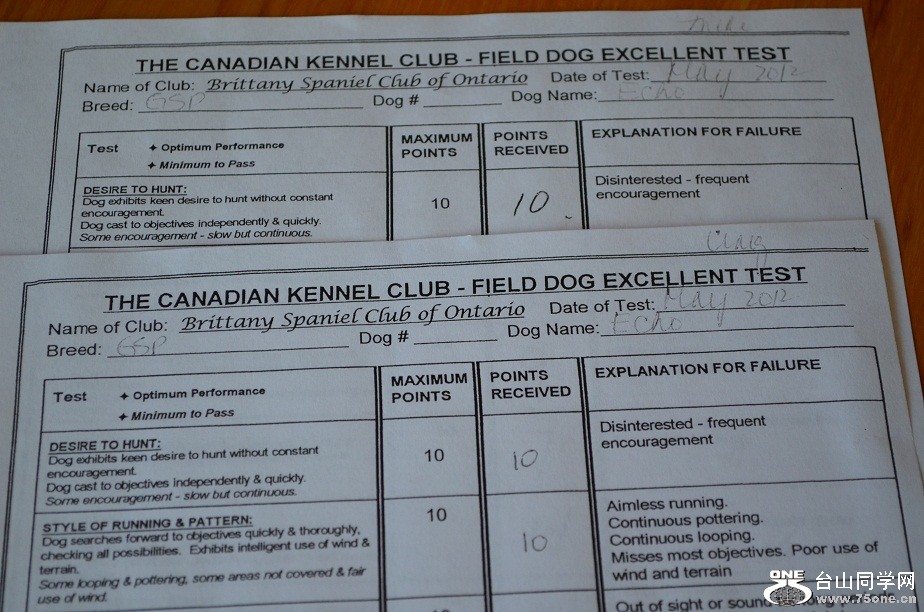 Mike
THE CANADIAN KENNEL CLUB - FIELD DOG EXCELLENT TEST
Name of Club: Brittany Spaniel Club of Ontario Date of Test: May 2012
Breed: GSP Dog # Dog Name: Echo
Test ✦ Optimum Performance
✦ Minimum to Pass
MAXIMUM
POINTS
POINTS
RECEIVED
EXPLANATION FOR FAILURE
DESIRE TO HUNT:
Dog exhibits keen desire to hunt without constant
encouragement.
Dog cast to objectives independently & quickly.
Some encouragement - slow but continuous.
10
10
Disinterested - frequent
encouragement
Craig
THE CANADIAN KENNEL CLUB - FIELD DOG EXCELLENT TEST
Name of Club: Brittany Spaniel Club of Ontario Date of Test: May 2012
Breed: GSP Dog # Dog Name: Echo
Test ✦ Optimum Performance
✦ Minimum to Pass
MAXIMUM
POINTS
POINTS
RECEIVED
EXPLANATION FOR FAILURE
DESIRE TO HUNT:
Dog exhibits keen desire to hunt without constant
encouragement.
Dog cast to objectives independently & quickly.
Some encouragement - slow but continuous.
10
10
Disinterested - frequent
encouragement
STYLE OF RUNNING & PATTERN:
Dog searches forward to objectives quickly & thoroughly,
checking all possibilities. Exhibits intelligent use of wind &
terrain.
Some looping & pottering, some areas not covered & fair
use of wind.
10
10
Aimless running.
Continuous pottering.
Continuous looping.
Misses most objectives. Poor use of
wind and terrain
Out of sight or sound
ONE 台山同学网
www.75one.cn